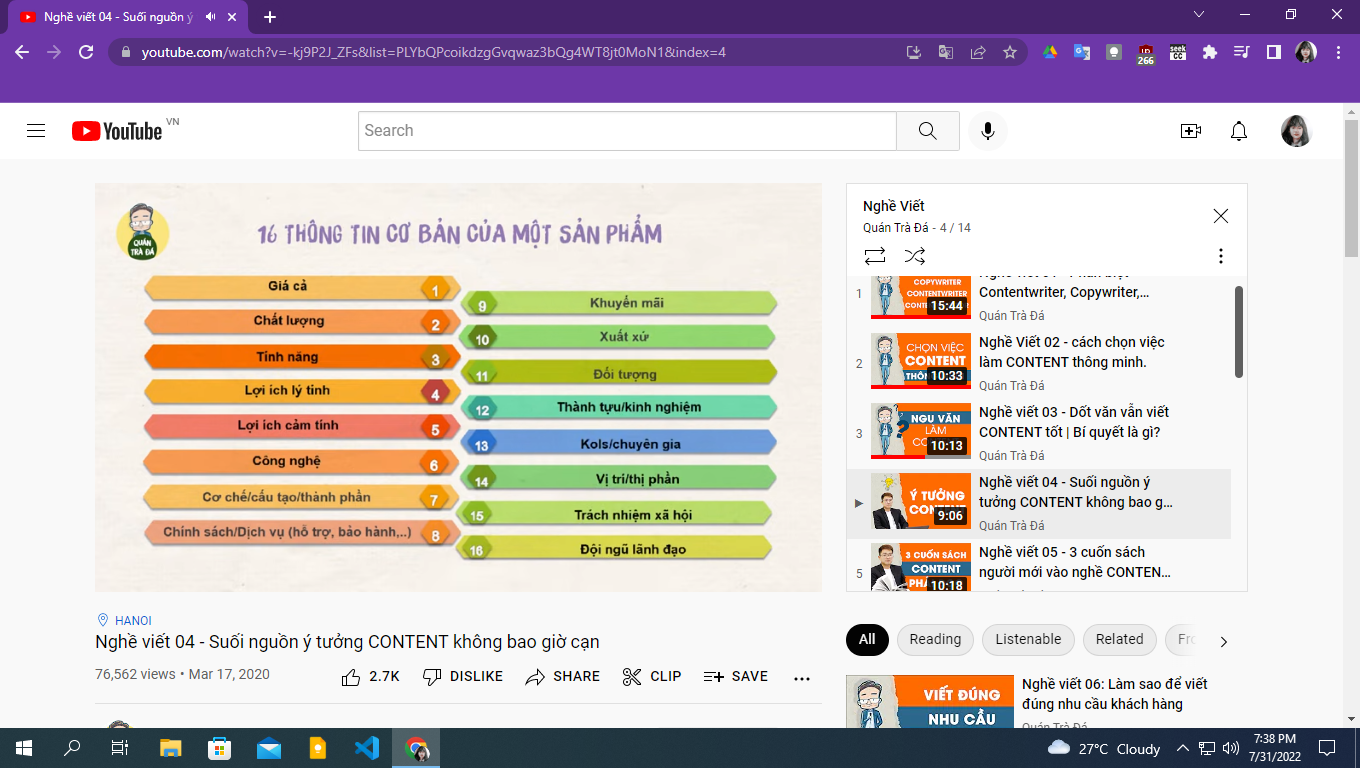 Nghề viết 04 - Suối nguồn ý
youtube.com/watch?v=-kj9P2J_ZFs&list=PLYbQPcoikdzgGvqwaz3bQg4WT8jt0MoN1&index=4
266
seek
CC
YouTube VN
Search
QUÁN
TRÀ ĐÁ
16 THÔNG TIN CƠ BẢN CỦA MỘT SẢN PHẨM
Giá cả 1
Chất lượng 2
Tính năng 3
Lợi ích lý tính 4
Lợi ích cảm tính 5
Công nghệ 6
Cơ chế/cấu tạo/thành phần 7
Chính sách/Dịch vụ (hỗ trợ, bảo hành,..) 8
9 Khuyến mãi
10 Xuất xứ
11 Đối tượng
12 Thành tựu/kinh nghiệm
13 Kols/chuyên gia
14 Vị trí/thị phần
15 Trách nhiệm xã hội
16 Đội ngũ lãnh đạo
HANOI
Nghề viết 04 - Suối nguồn ý tưởng CONTENT không bao giờ cạn
76,562 views • Mar 17, 2020
2.7K DISLIKE SHARE CLIP SAVE
Nghề Viết
Quán Trà Đá - 4 / 14
1
COPYWRITER
CONTENTWRITER
15:44
Contentwriter, Copywriter,...
Quán Trà Đá
2
CHỌN VIỆC
CONTENT
10:33
Nghề Viết 02 - cách chọn việc
làm CONTENT thông minh.
Quán Trà Đá
3
NGU VĂN
LÀM
10:13
Nghề viết 03 - Dốt văn vẫn viết
CONTENT tốt | Bí quyết là gì?
Quán Trà Đá
Ý TƯỞNG
9:06
Nghề viết 04 - Suối nguồn ý
tưởng CONTENT không bao g...
Quán Trà Đá
5
3 CUỐN SÁCH
CONTENT
10:18
Nghề viết 05 - 3 cuốn sách
người mới vào nghề CONTEN...
All
Reading
Listenable
Related
VIẾT ĐÚNG
NHU CẦU
Nghề viết 06: Làm sao để viết
đúng nhu cầu khách hàng
Quán Trà Đá
27°C Cloudy
7:38 PM
7/31/2022